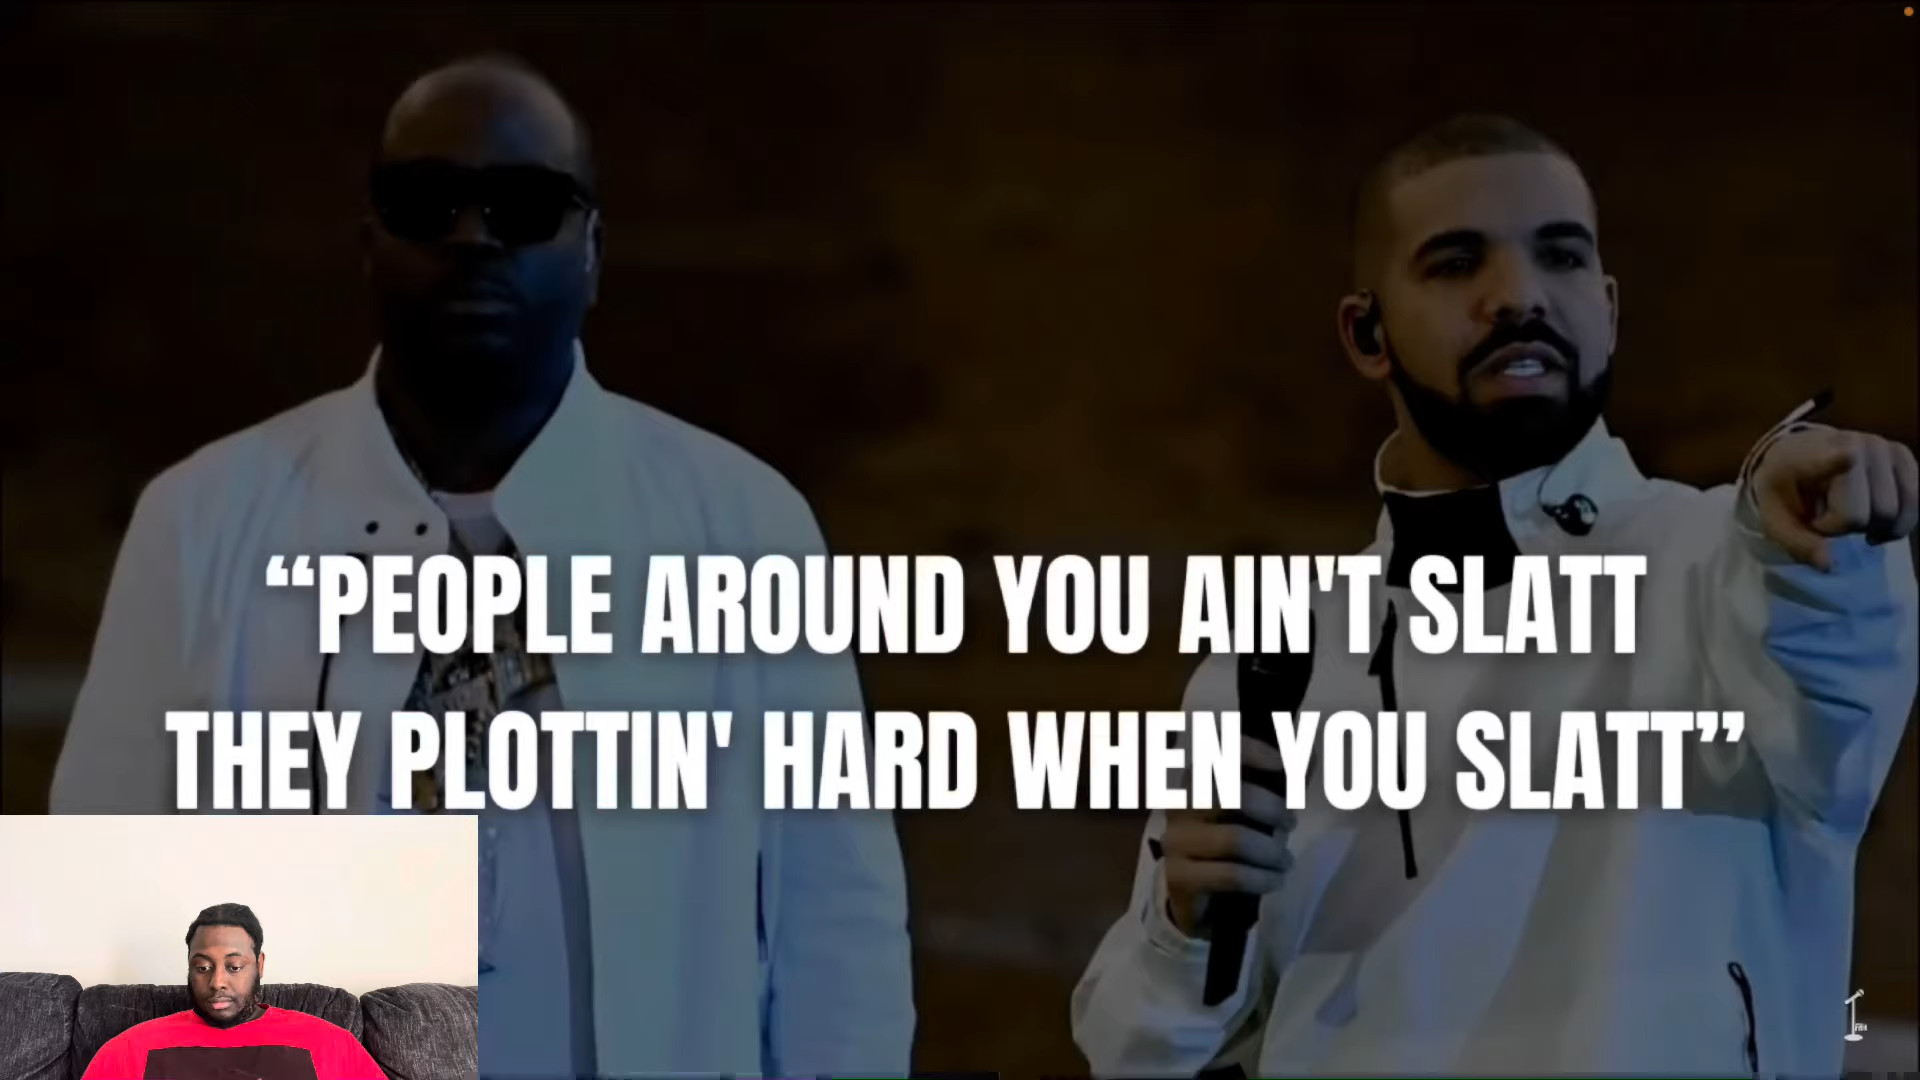 “PEOPLE AROUND YOU AIN'T SLATT
THEY PLOTTIN' HARD WHEN YOU SLATT”